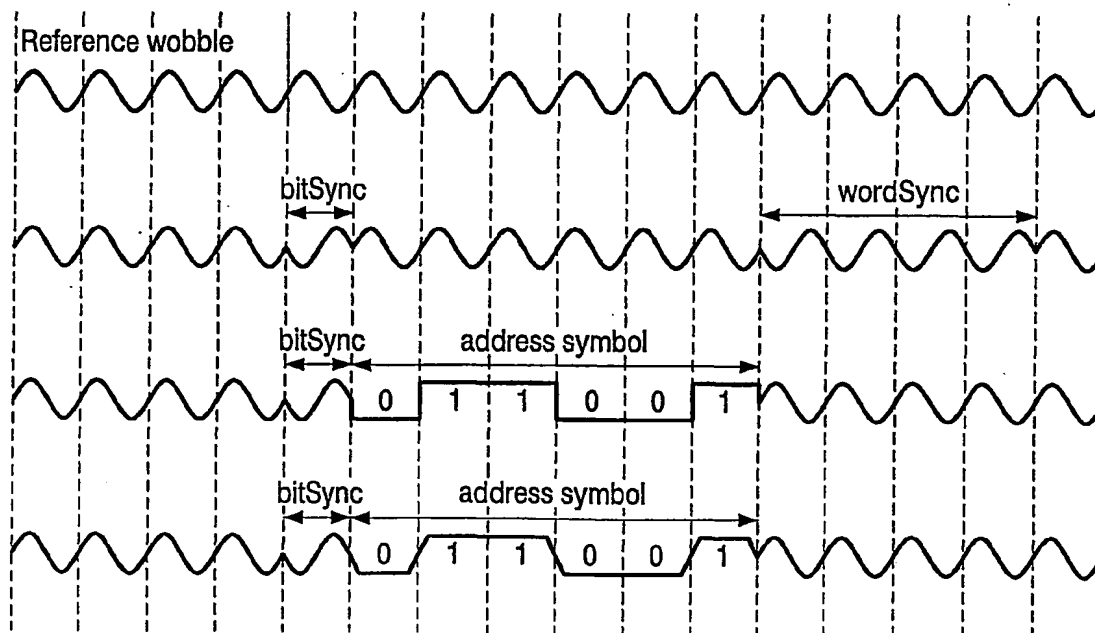 Reference wobble
bitSync
wordSync
bitSync address symbol
0 1 1 0 0 1
bitSync address symbol
0 1 1 0 0 1